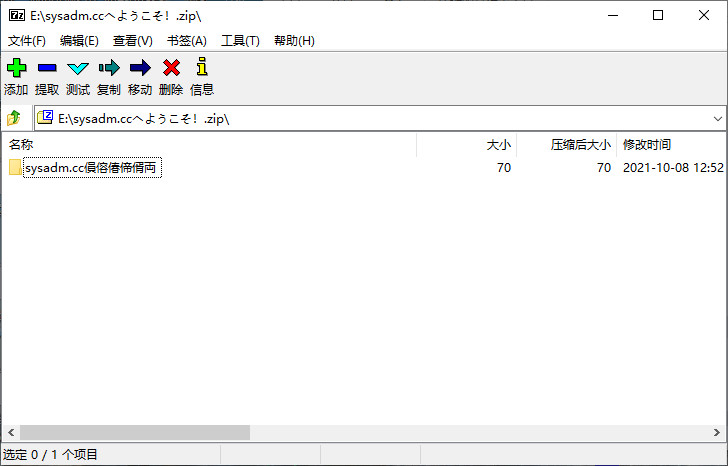 E:\sysadm.ccへようこそ！.zip\
文件(F) 编辑(E) 查看(V) 书签(A) 工具(T) 帮助(H)
添加 提取 测试 复制 移动 删除 信息
E:\sysadm.ccへようこそ！.zip\
名称 大小 压缩后大小 修改时间
sysadm.cc傊傛偆偙偦両 70 70 2021-10-08 12:52
选定 0 / 1 个项目